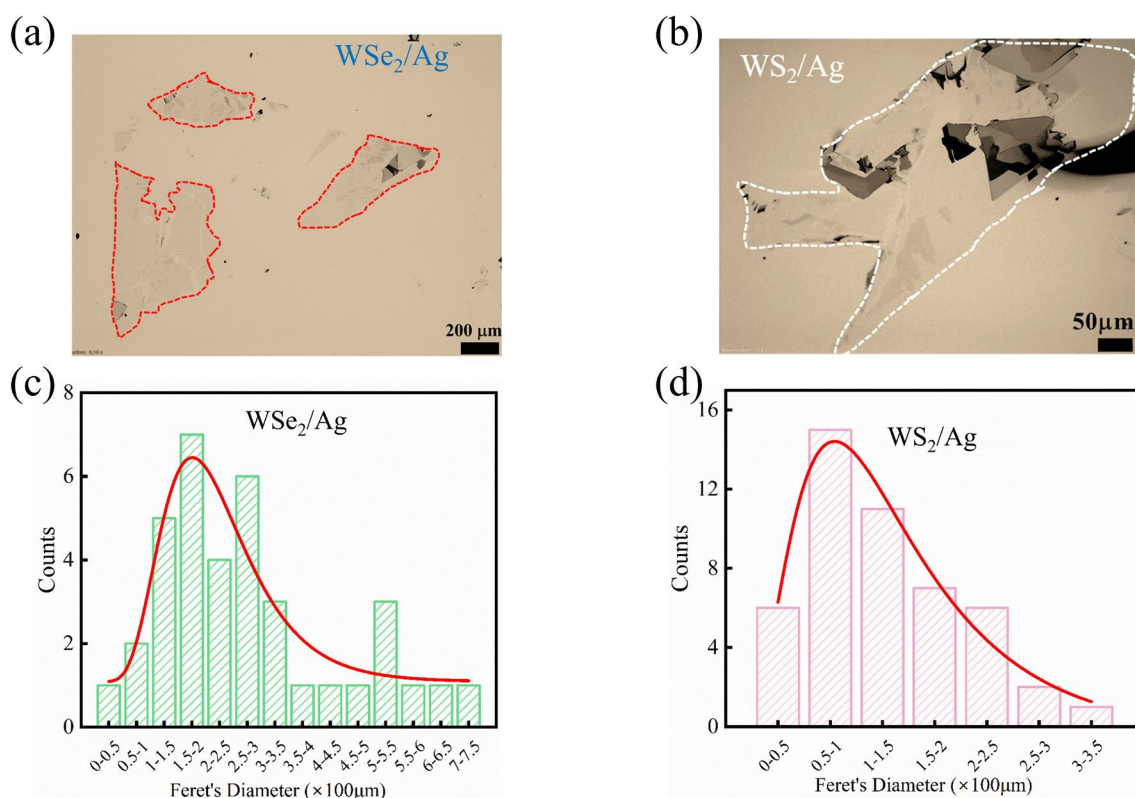 (a)
WSe₂/Ag
200 μm
(b)
WS₂/Ag
50μm
(c)
WSe₂/Ag
Counts
8
6
4
2
0
0-0.5
0.5-1
1-1.5
1.5-2
2-2.5
2.5-3
3-3.5
3.5-4
4-4.5
4.5-5
5-5.5
5.5-6
6-6.5
7-7.5
Feret's Diameter (×100μm)
(d)
WS₂/Ag
Counts
16
12
8
4
0
0-0.5
0.5-1
1-1.5
1.5-2
2-2.5
2.5-3
3-3.5
Feret's Diameter (×100μm)